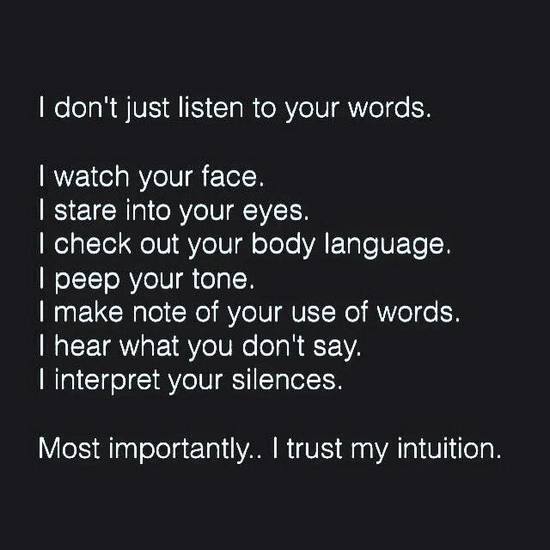 I don't just listen to your words.
I watch your face.
I stare into your eyes.
I check out your body language.
I peep your tone.
I make note of your use of words.
I hear what you don't say.
I interpret your silences.
Most importantly.. I trust my intuition.